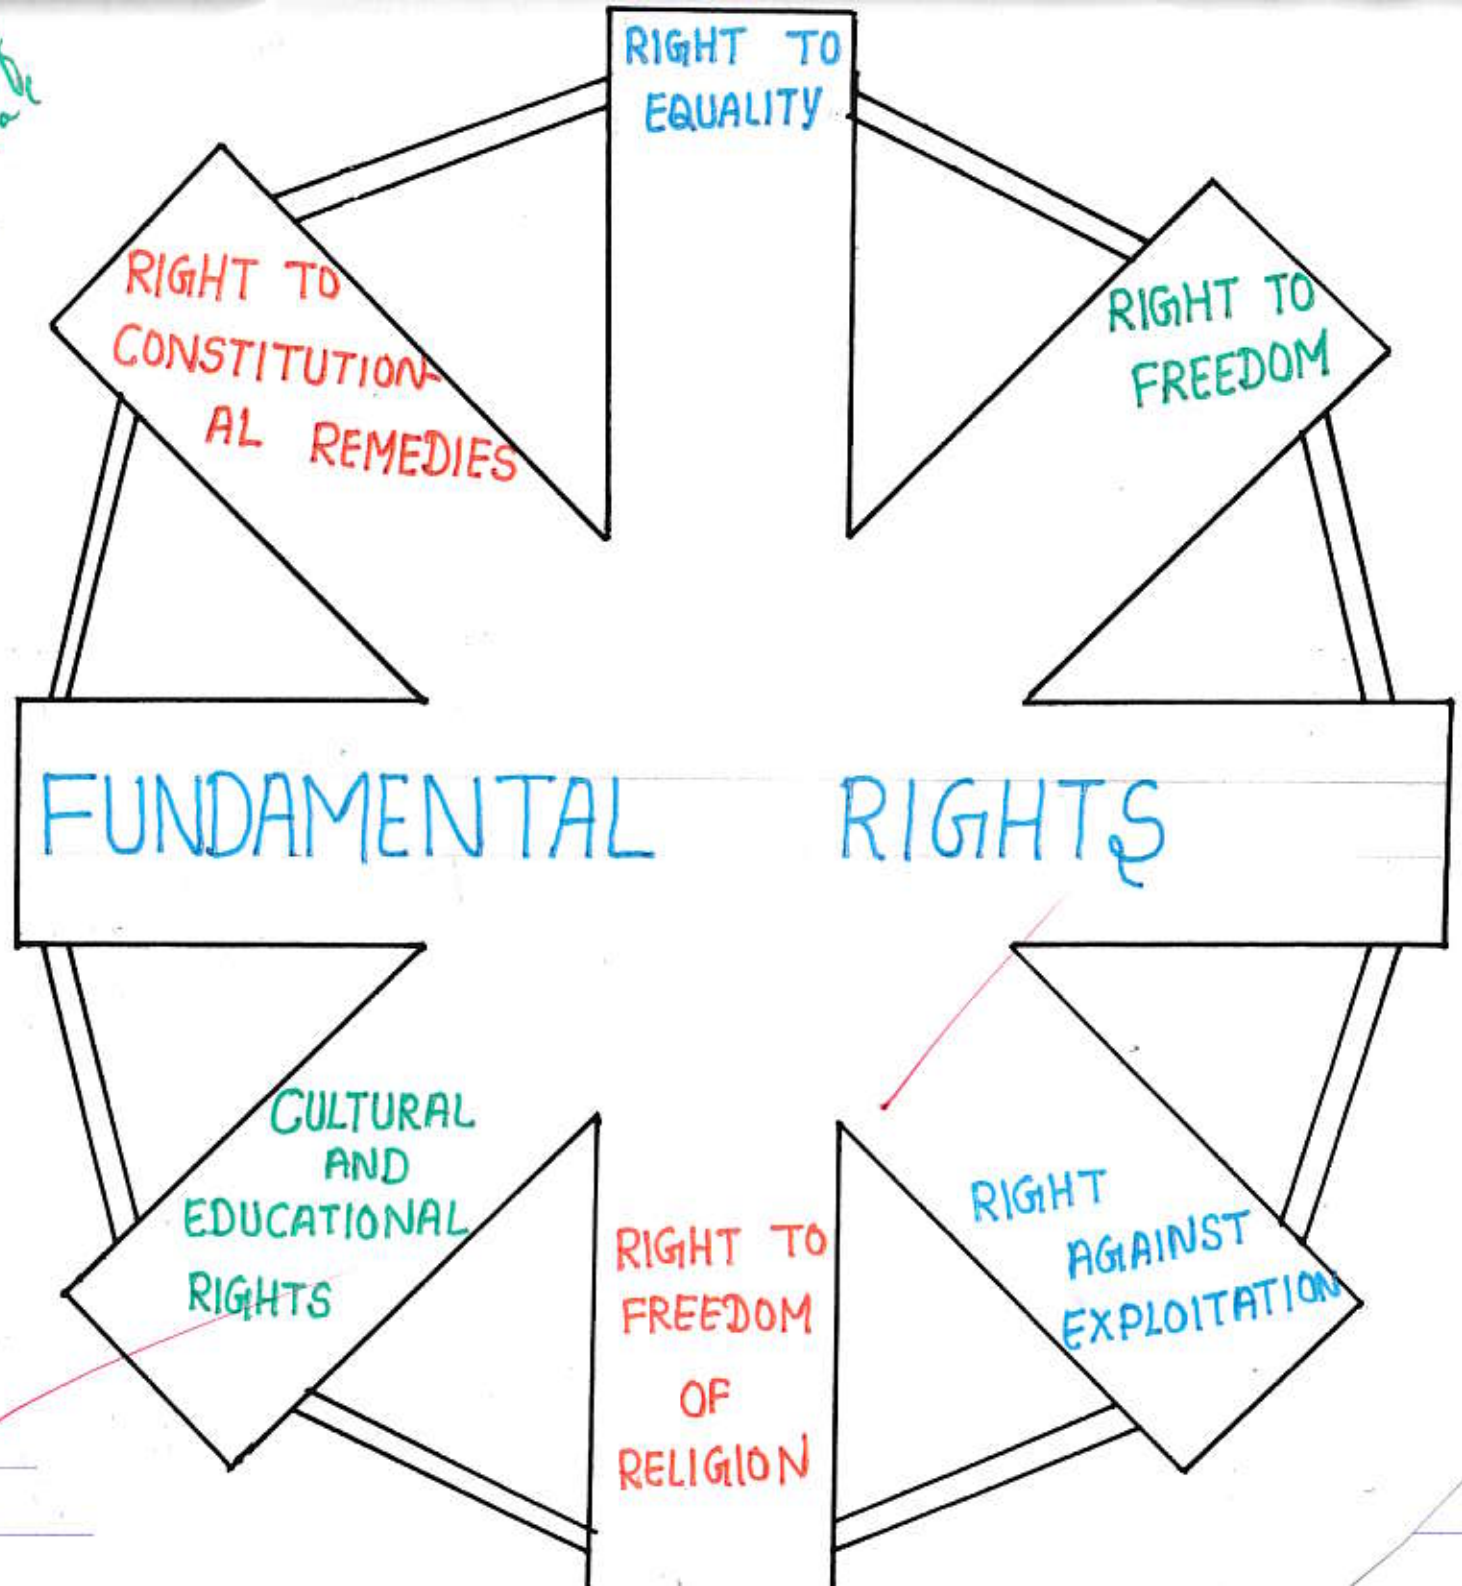 RIGHT TO
EQUALITY
RIGHT TO
FREEDOM
RIGHT TO
CONSTITUTION-
AL REMEDIES
FUNDAMENTAL RIGHTS
CULTURAL
AND
EDUCATIONAL
RIGHTS
RIGHT TO
FREEDOM
OF
RELIGION
RIGHT
AGAINST
EXPLOITATION